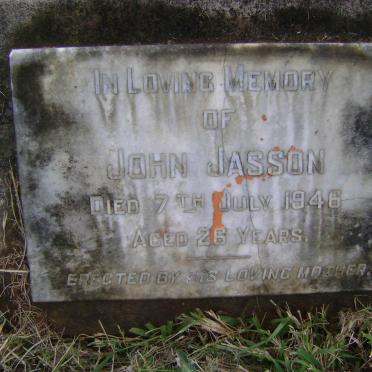 In Loving Memory
of
John Jasson
Died 7th July 1946
Aged 26 Years.
Erected by his loving mother.